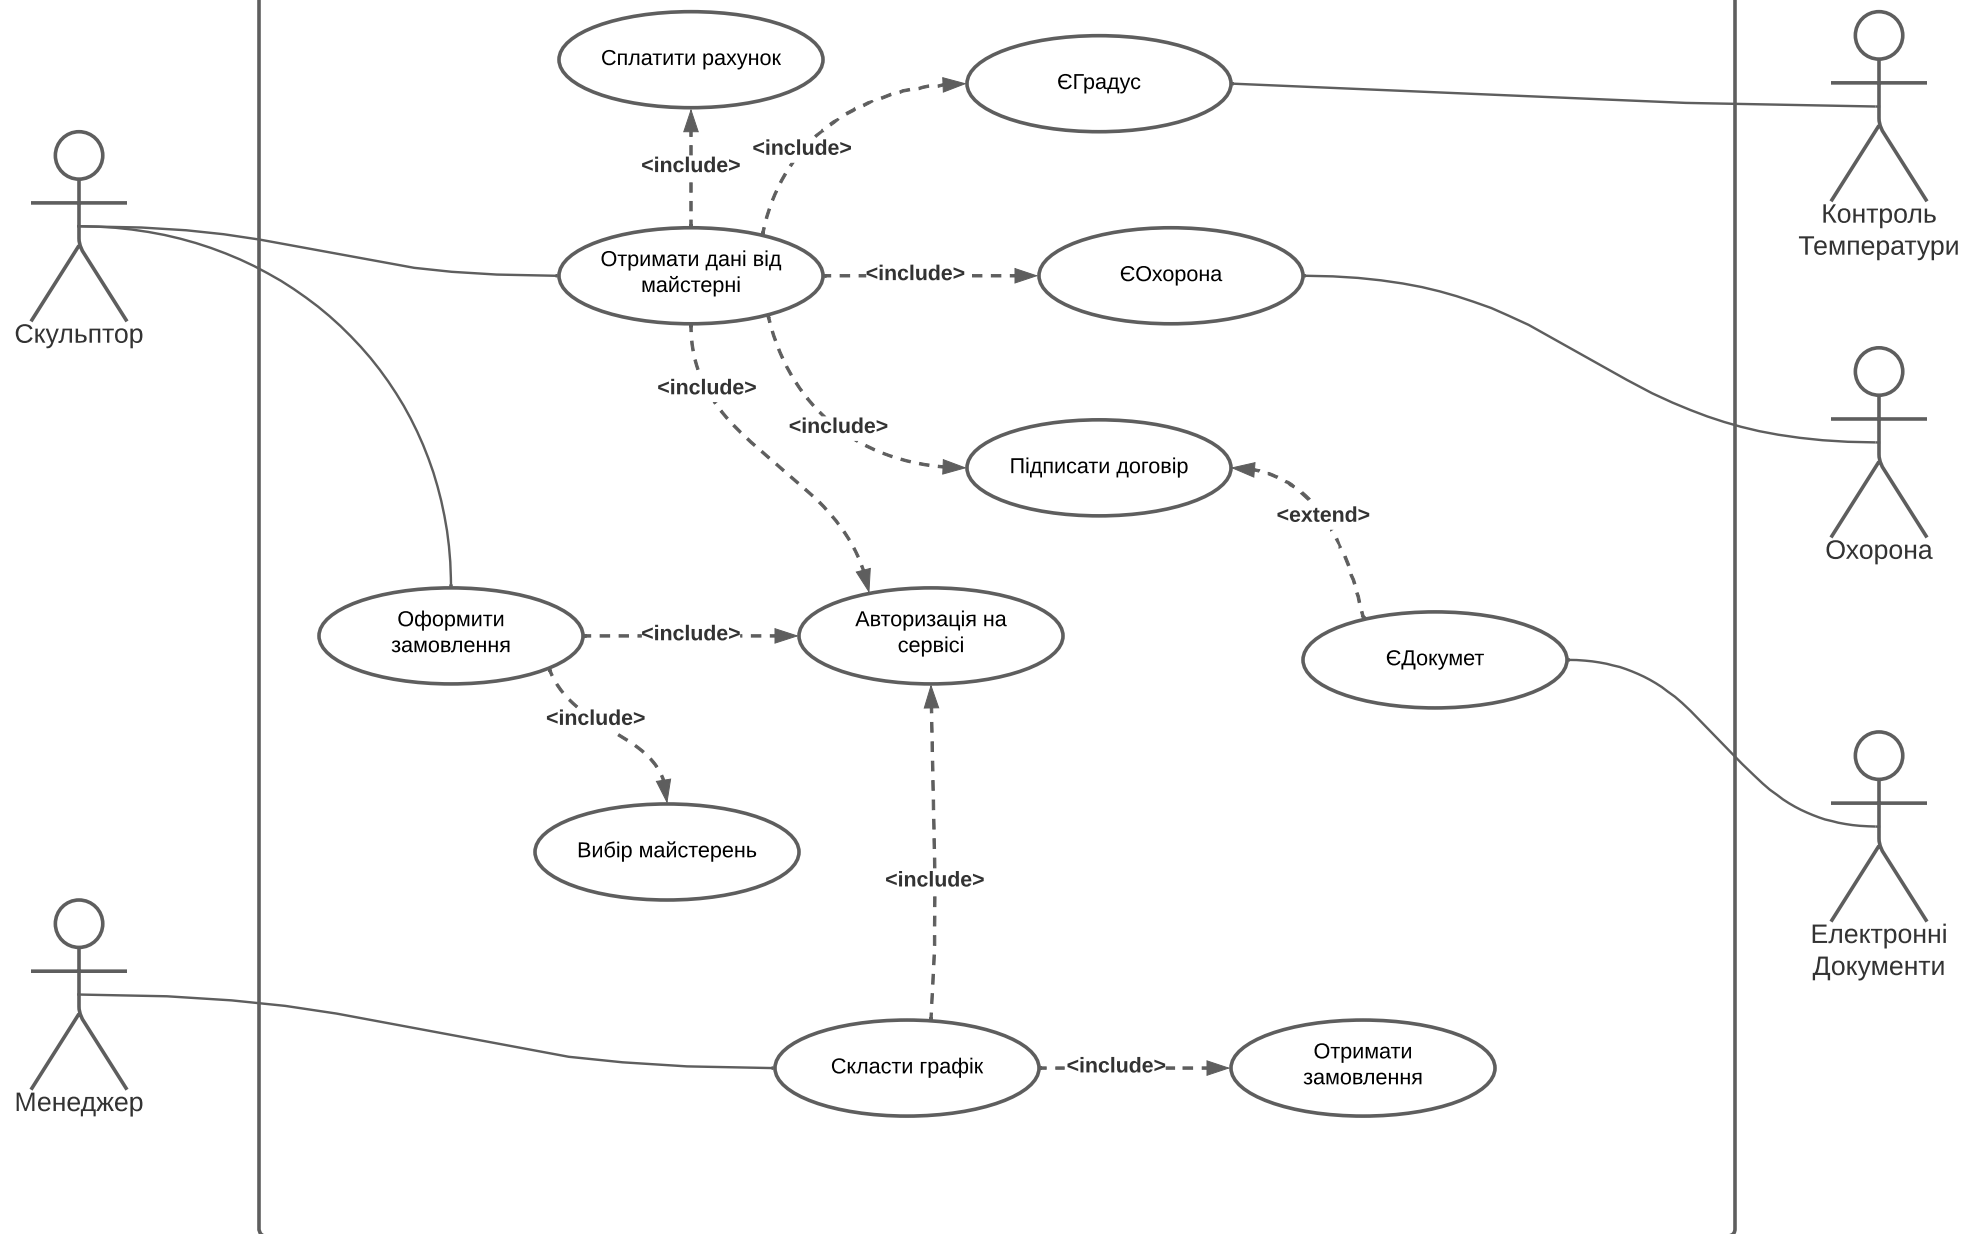 Сплатити рахунок
ЄГрадус
<include>
<include>
Скульптор
Контроль
Температури
Отримати дані від
майстерні
<include>
ЄОхорона
<include>
<include>
Підписати договір
<extend>
Охорона
Оформити
замовлення
<include>
Авторизація на
сервісі
ЄДокумет
<include>
Вибір майстерень
<include>
Електронні
Документи
Менеджер
Скласти графік
<include>
Отримати
замовлення